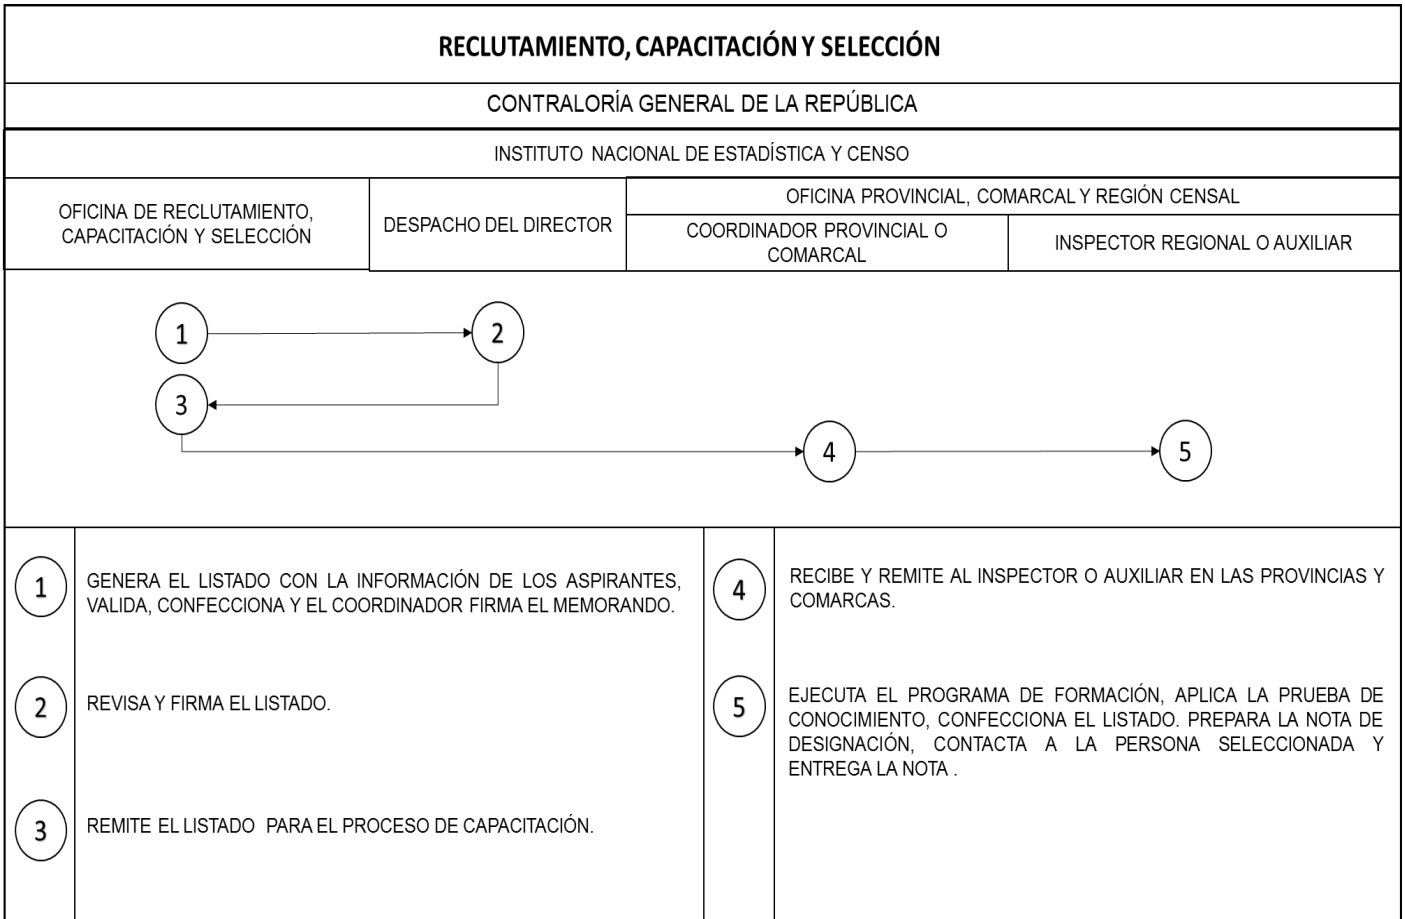 RECLUTAMIENTO, CAPACITACIÓN Y SELECCIÓN
CONTRALORÍA GENERAL DE LA REPÚBLICA
INSTITUTO NACIONAL DE ESTADÍSTICA Y CENSO
OFICINA DE RECLUTAMIENTO,
CAPACITACIÓN Y SELECCIÓN
DESPACHO DEL DIRECTOR
OFICINA PROVINCIAL, COMARCAL Y REGIÓN CENSAL
COORDINADOR PROVINCIAL O
COMARCAL
INSPECTOR REGIONAL O AUXILIAR
1
2
3
4
5
1
GENERA EL LISTADO CON LA INFORMACIÓN DE LOS ASPIRANTES,
VALIDA, CONFECCIONA Y EL COORDINADOR FIRMA EL MEMORANDO.
2
REVISA Y FIRMA EL LISTADO.
3
REMITE EL LISTADO PARA EL PROCESO DE CAPACITACIÓN.
4
RECIBE Y REMITE AL INSPECTOR O AUXILIAR EN LAS PROVINCIAS Y
COMARCAS.
5
EJECUTA EL PROGRAMA DE FORMACIÓN, APLICA LA PRUEBA DE
CONOCIMIENTO, CONFECCIONA EL LISTADO. PREPARA LA NOTA DE
DESIGNACIÓN, CONTACTA A LA PERSONA SELECCIONADA Y
ENTREGA LA NOTA .